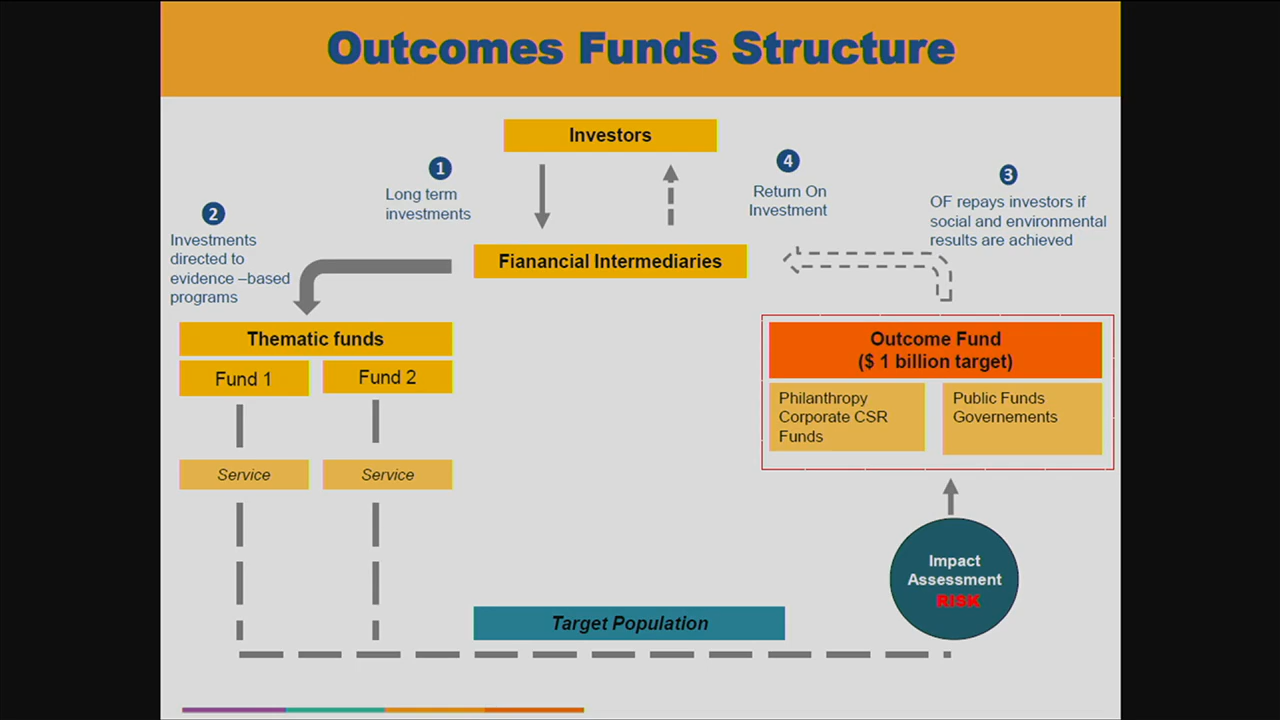 Outcomes Funds Structure
Investors
1
Long term
investments
4
Return On
Investment
3
OF repays investors if
social and environmental
results are achieved
2
Investments
directed to
evidence –based
programs
Fianancial Intermediaries
Thematic funds
Fund 1
Fund 2
Service
Service
Outcome Fund
($ 1 billion target)
Philanthropy
Corporate CSR
Funds
Public Funds
Governements
Impact
Assessment
RISK
Target Population